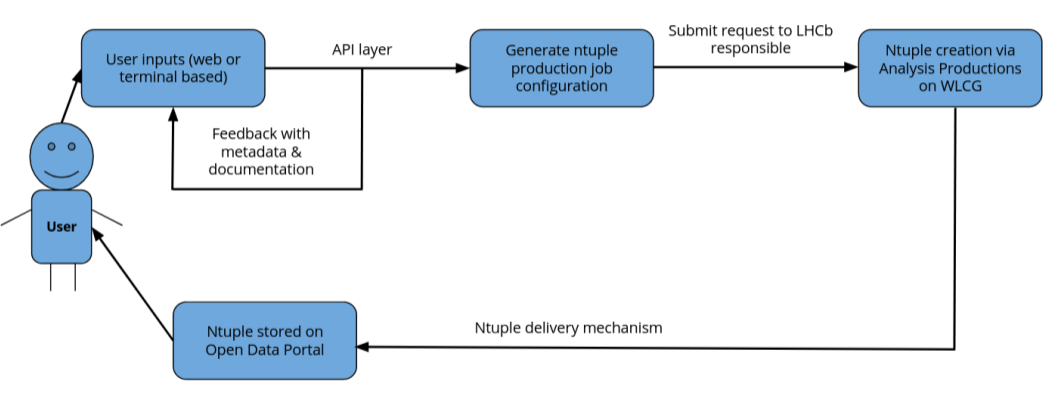 User inputs (web or
terminal based)
API layer
Generate ntuple
production job
configuration
Submit request to LHCb
responsible
Ntuple creation via
Analysis Productions
on WLCG
Feedback with
metadata &
documentation
User
Ntuple delivery mechanism
Ntuple stored on
Open Data Portal